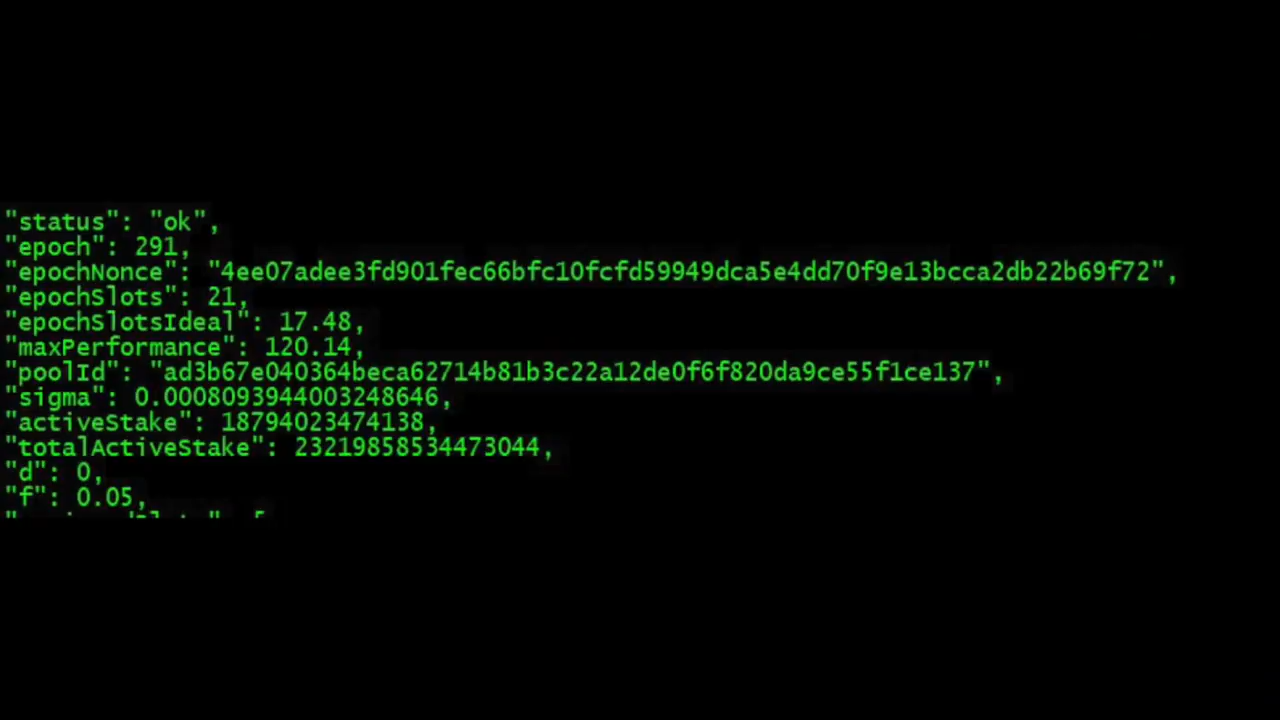 "status": "ok",
"epoch": 291,
"epochNonce": "4ee07adee3fd901fec66bfc10fcfd59949dca5e4dd70f9e13bcca2db22b69f72",
"epochSlots": 21,
"epochSlotsIdeal": 17.48,
"maxPerformance": 120.14,
"poolId": "ad3b67e040364beca62714b81b3c22a12de0f6f820da9ce55f1ce137",
"sigma": 0.0008093944003248646,
"activeStake": 18794023474138,
"totalActiveStake": 23219858534473044,
"d": 0,
"f": 0.05,